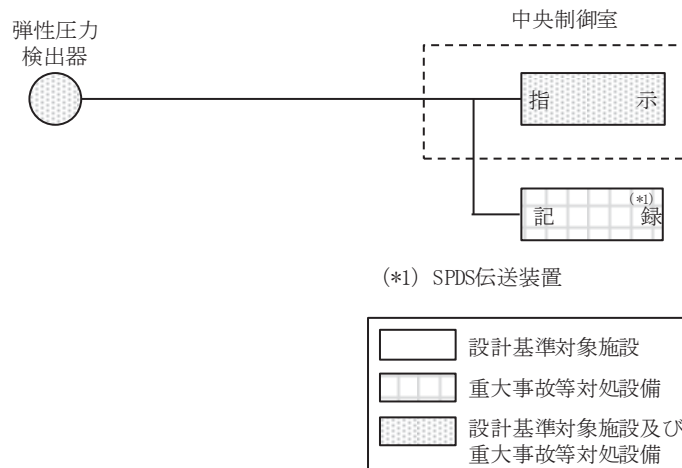 中央制御室
弾性圧力
検出器
指 示
(*1)
記 録
(*1) SPDS伝送装置
設計基準対象施設
重大事故等対処設備
設計基準対象施設及び
重大事故等対処設備